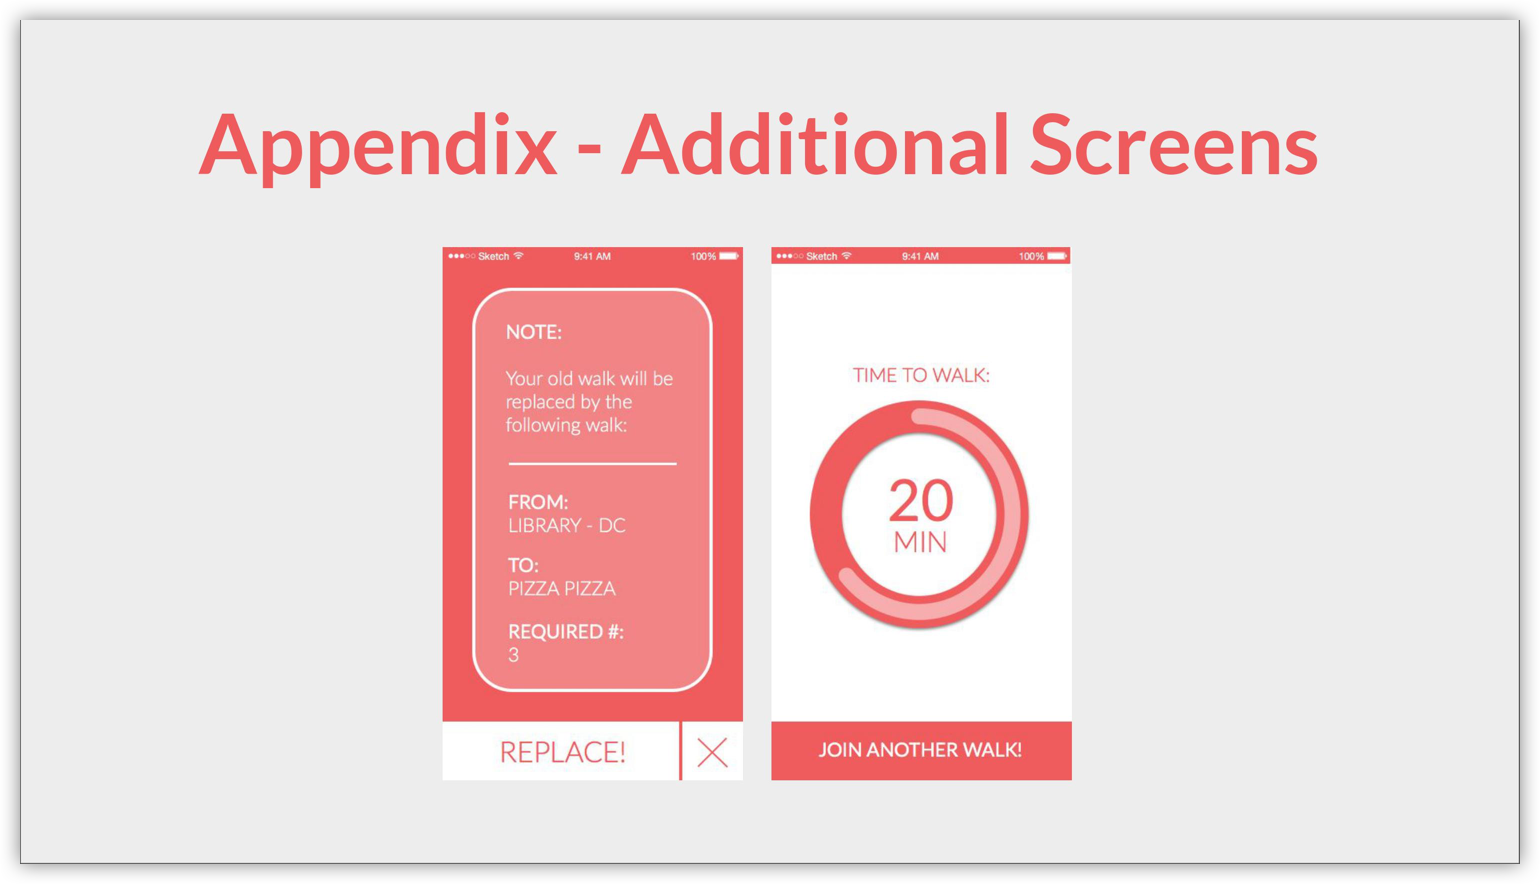 Appendix - Additional Screens
Sketch 9:41 AM 100%
NOTE:
Your old walk will be
replaced by the
following walk:
FROM:
LIBRARY - DC
TO:
PIZZA PIZZA
REQUIRED #:
3
REPLACE!
Sketch 9:41 AM 100%
TIME TO WALK:
20
MIN
JOIN ANOTHER WALK!